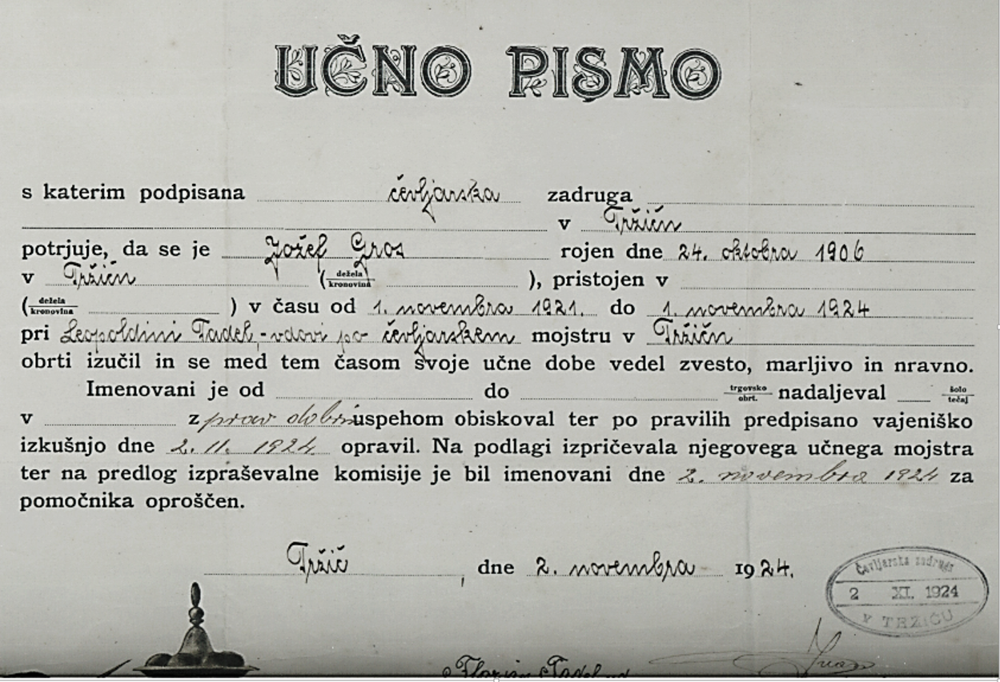 UČNO PISMO
s katerim podpisana čevljarska zadruga
v Tržiču
potrjuje, da se je Jožef Gros rojen dne 24. oktobra 1906
v Tržiču (dežela kronovina ), pristojen v
(dežela kronovina ) v času od 1. novembra 1921. do 1. novembra 1924
pri Leopoldini Tadel - vdovi po čevljarskem mojstru v Tržiču
obrti izučil in se med tem časom svoje učne dobe vedel zvesto, marljivo in nravno.
Imenovani je od do trgovsko obrt. nadaljeval šolo tečaj
v z prav dobrim uspehom obiskoval ter po pravilih predpisano vajeniško
izkušnjo dne 2. 11. 1924. opravil. Na podlagi izpričevala njegovega učnega mojstra
ter na predlog izpraševalne komisije je bil imenovani dne 2. novembra 1924 za
pomočnika oproščen.
Tržič, dne 2. novembra 1924.
Čevljarska zadruga
2 XI. 1924
V TRŽIČU